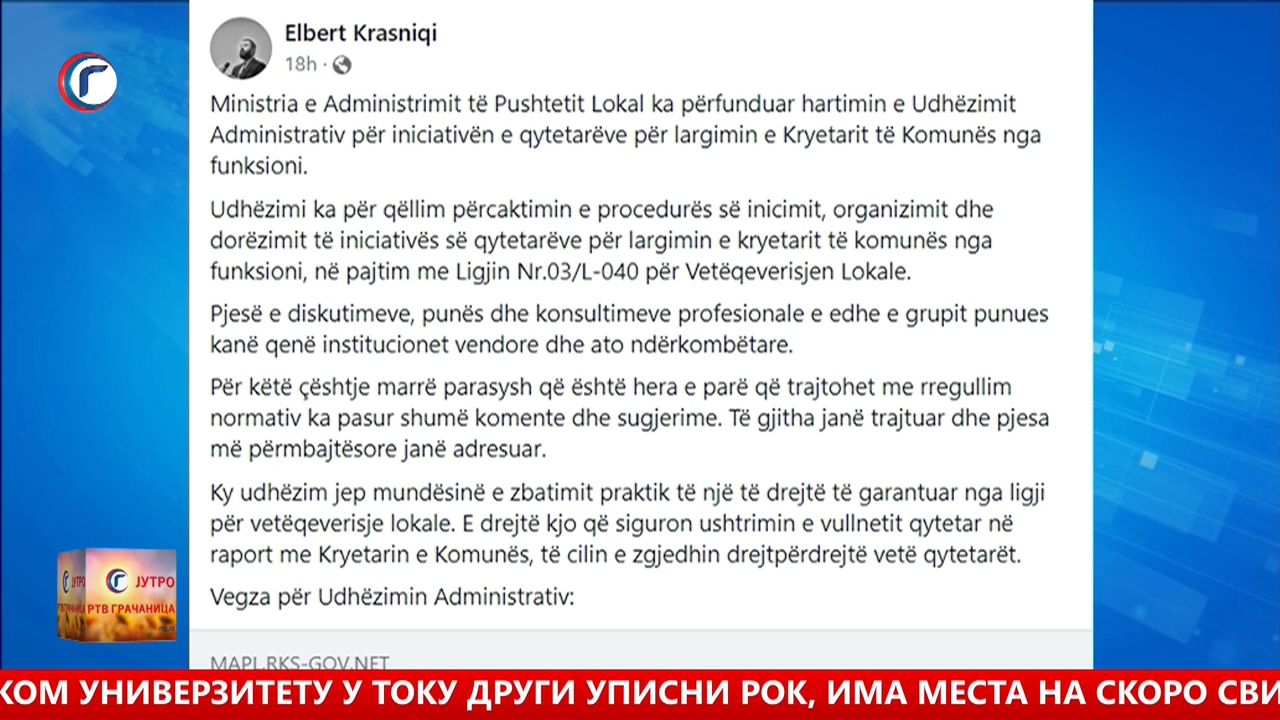 Elbert Krasniqi
18h ·
Ministria e Administrimit të Pushtetit Lokal ka përfunduar hartimin e Udhëzimit
Administrativ për iniciativën e qytetarëve për largimin e Kryetarit të Komunës nga
funksioni.
Udhëzimi ka për qëllim përcaktimin e procedurës së inicimit, organizimit dhe
dorëzimit të iniciativës së qytetarëve për largimin e kryetarit të komunës nga
funksioni, në pajtim me Ligjin Nr.03/L-040 për Vetëqeverisjen Lokale.
Pjesë e diskutimeve, punës dhe konsultimeve profesionale e edhe e grupit punues
kanë qenë institucionet vendore dhe ato ndërkombëtare.
Për këtë çështje marrë parasysh që është hera e parë që trajtohet me rregullim
normativ ka pasur shumë komente dhe sugjerime. Të gjitha janë trajtuar dhe pjesa
më përmbajtësore janë adresuar.
Ky udhëzim jep mundësinë e zbatimit praktik të një të drejtë të garantuar nga ligji
për vetëqeverisje lokale. E drejtë kjo që siguron ushtrimin e vullnetit qytetar në
raport me Kryetarin e Komunës, të cilin e zgjedhin drejtpërdrejtë vetë qytetarët.
Vegza për Udhëzimin Administrativ:
MAPL.RKS-GOV.NET
Г
ЈУТРО
РТВ ГРАЧАНИЦА
КОМ УНИВЕРЗИТЕТУ У ТОКУ ДРУГИ УПИСНИ РОК, ИМА МЕСТА НА СКОРО СВИ